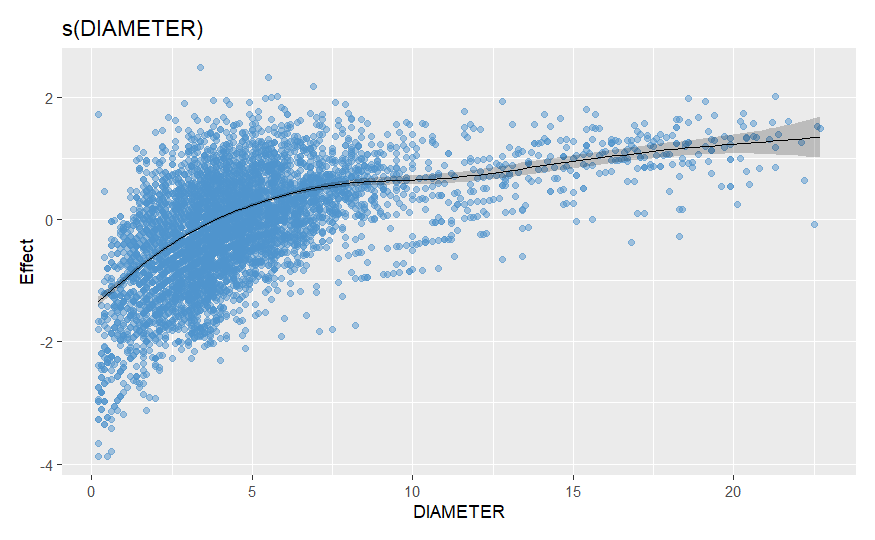 s(DIAMETER)
Effect
2
0
-2
-4
0 5 10 15 20
DIAMETER